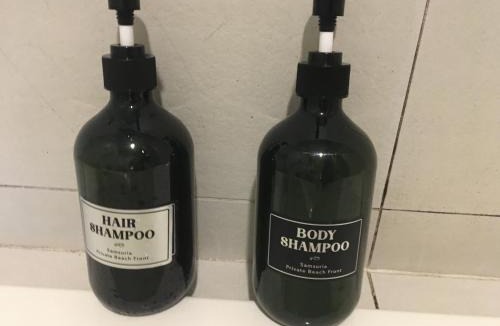 HAIR
SHAMPOO
Samsuria
Private Beach Front
BODY
SHAMPOO
Samsuria
Private Beach Front